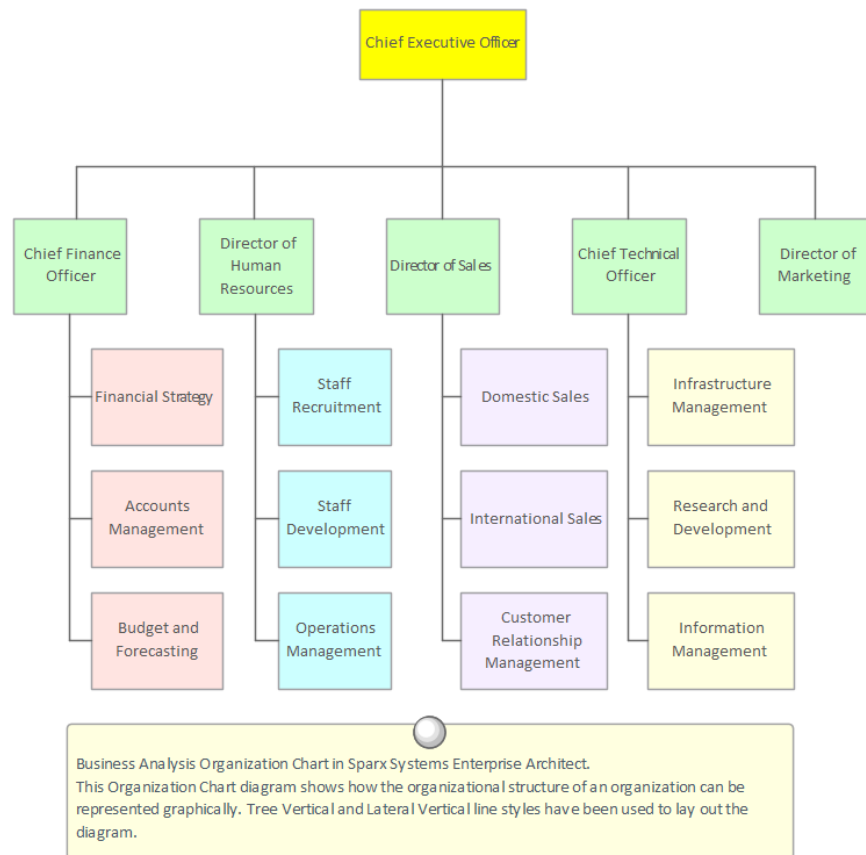 Chief Executive Officer
Chief Finance
Officer
Director of
Human
Resources
Director of Sales
Chief Technical
Officer
Director of
Marketing
Financial Strategy
Staff
Recruitment
Domestic Sales
Infrastructure
Management
Accounts
Management
Staff
Development
International Sales
Research and
Development
Budget and
Forecasting
Operations
Management
Customer
Relationship
Management
Information
Management
Business Analysis Organization Chart in Sparx Systems Enterprise Architect.
This Organization Chart diagram shows how the organizational structure of an organization can be
represented graphically. Tree Vertical and Lateral Vertical line styles have been used to lay out the
diagram.